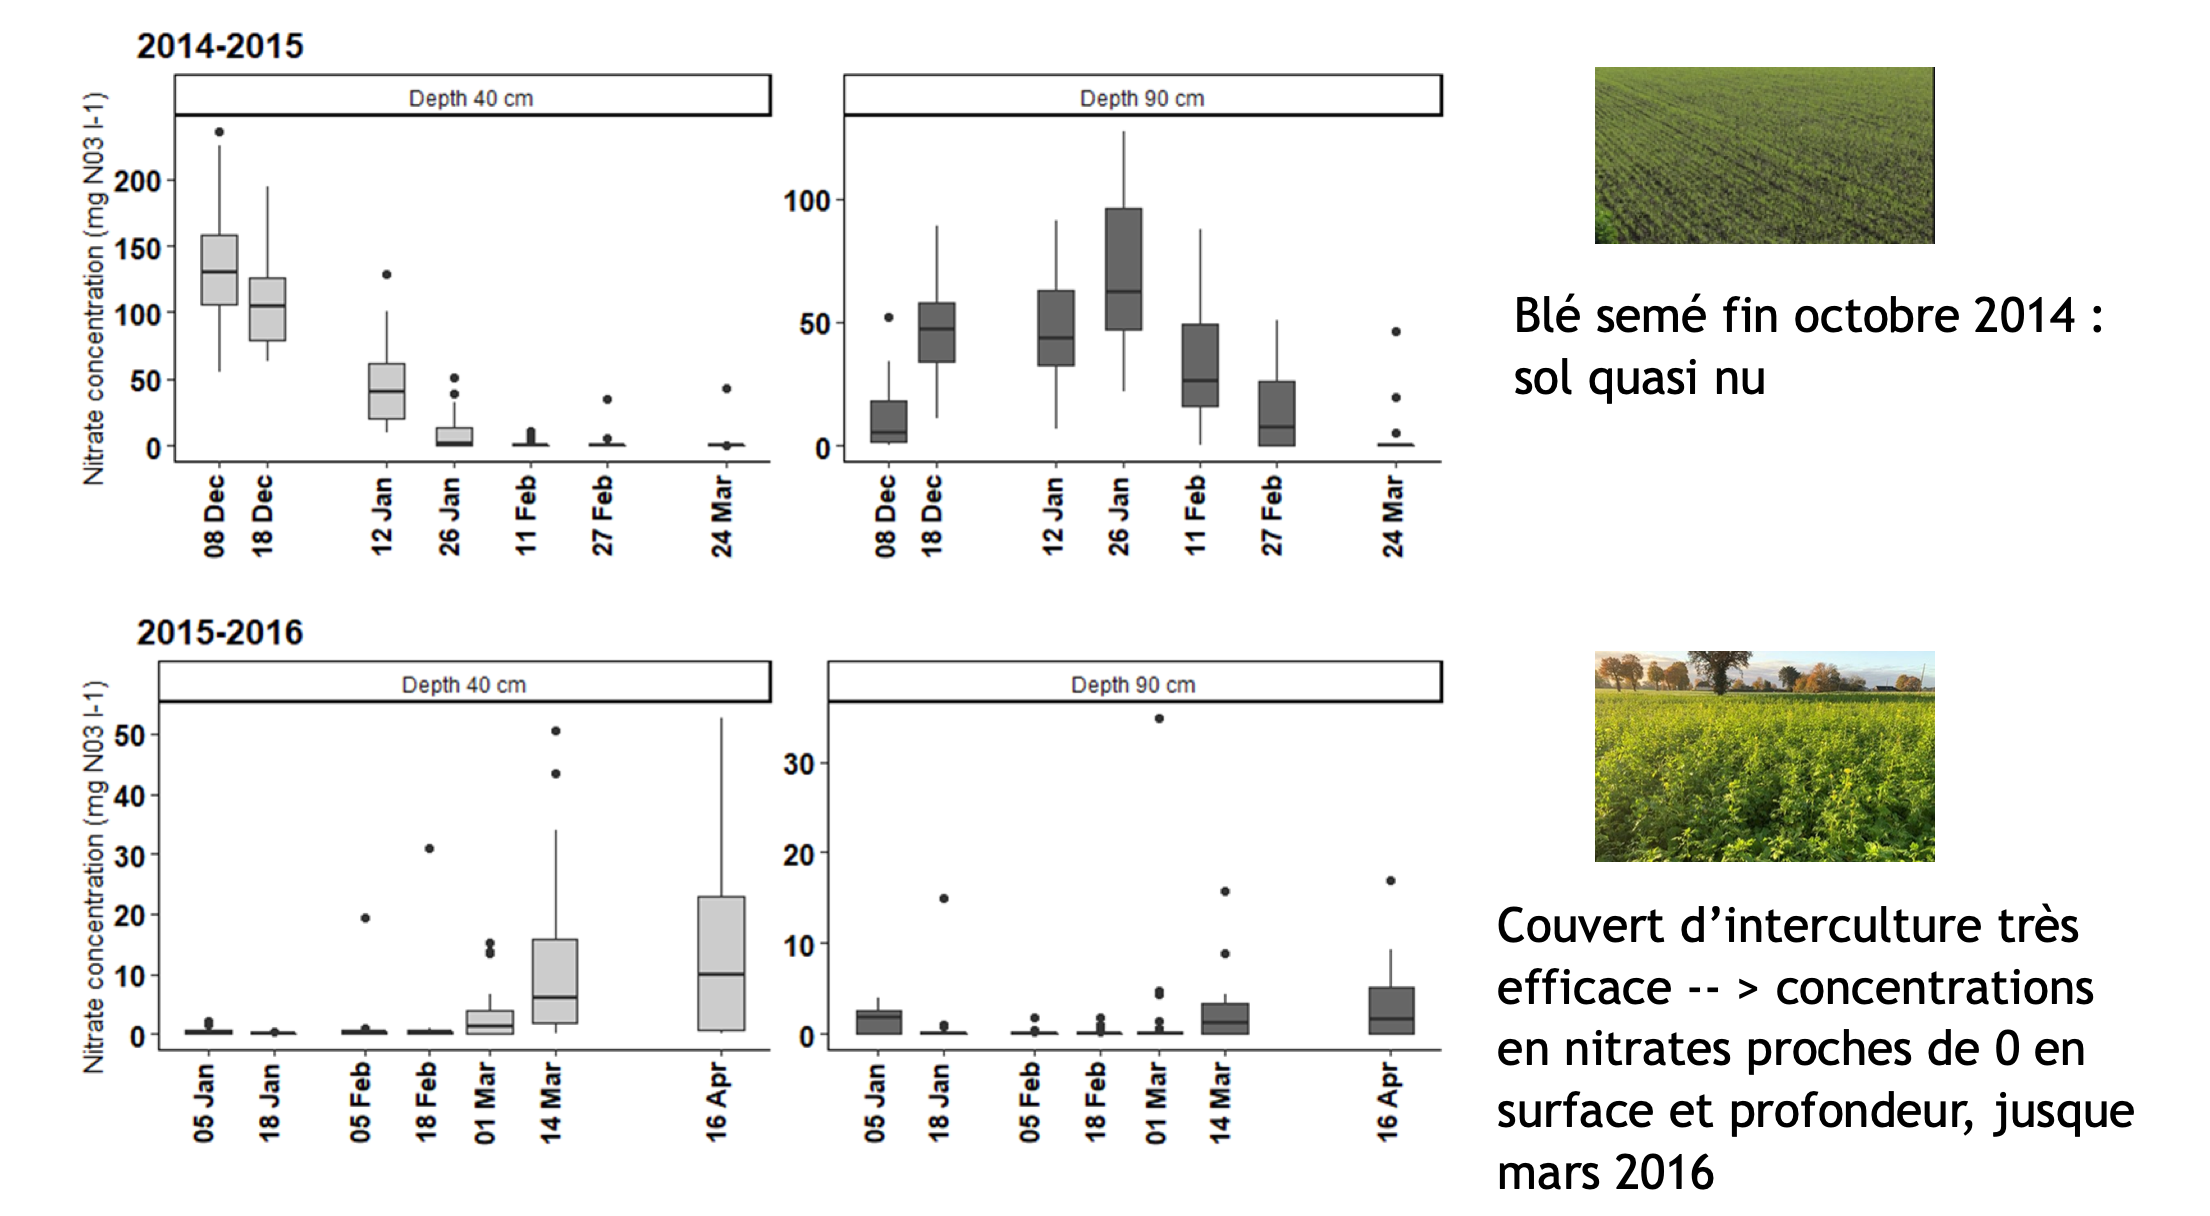 2014-2015
Depth 40 cm
Depth 90 cm
Nitrate concentration (mg N03 l-1)
200
150
100
50
0
100
50
0
08 Dec
18 Dec
12 Jan
26 Jan
11 Feb
27 Feb
24 Mar
08 Dec
18 Dec
12 Jan
26 Jan
11 Feb
27 Feb
24 Mar
Blé semé fin octobre 2014 :
sol quasi nu
2015-2016
Depth 40 cm
Depth 90 cm
Nitrate concentration (mg N03 l-1)
50
40
30
20
10
0
30
20
10
0
05 Jan
18 Jan
05 Feb
18 Feb
01 Mar
14 Mar
16 Apr
05 Jan
18 Jan
05 Feb
18 Feb
01 Mar
14 Mar
16 Apr
Couvert d’interculture très
efficace -- > concentrations
en nitrates proches de 0 en
surface et profondeur, jusque
mars 2016